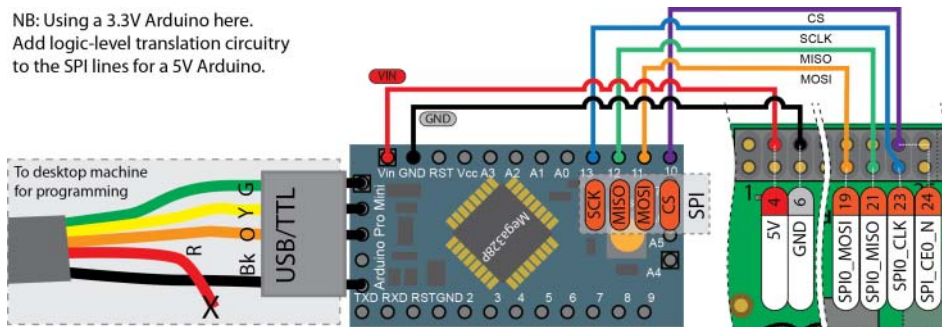 NB: Using a 3.3V Arduino here.
Add logic-level translation circuitry
to the SPI lines for a 5V Arduino.
CS
SCLK
MISO
MOSI
VIN
GND
To desktop machine
for programming
G
Y
O
R
Bk
X
USB/TTL
Arduino Pro Mini
Vin GND RST Vcc A3 A2 A1 A0 13 12 11 10
Mega328P
SCK
MISO
MOSI
CS
SPI
A5
A4
TXD RXD RSTGND 2 3 4 5 6 7 8 9
1
4
5V
6
GND
19
SPI0_MOSI
21
SPI0_MISO
23
SPI0_CLK
24
SPI_CE0_N